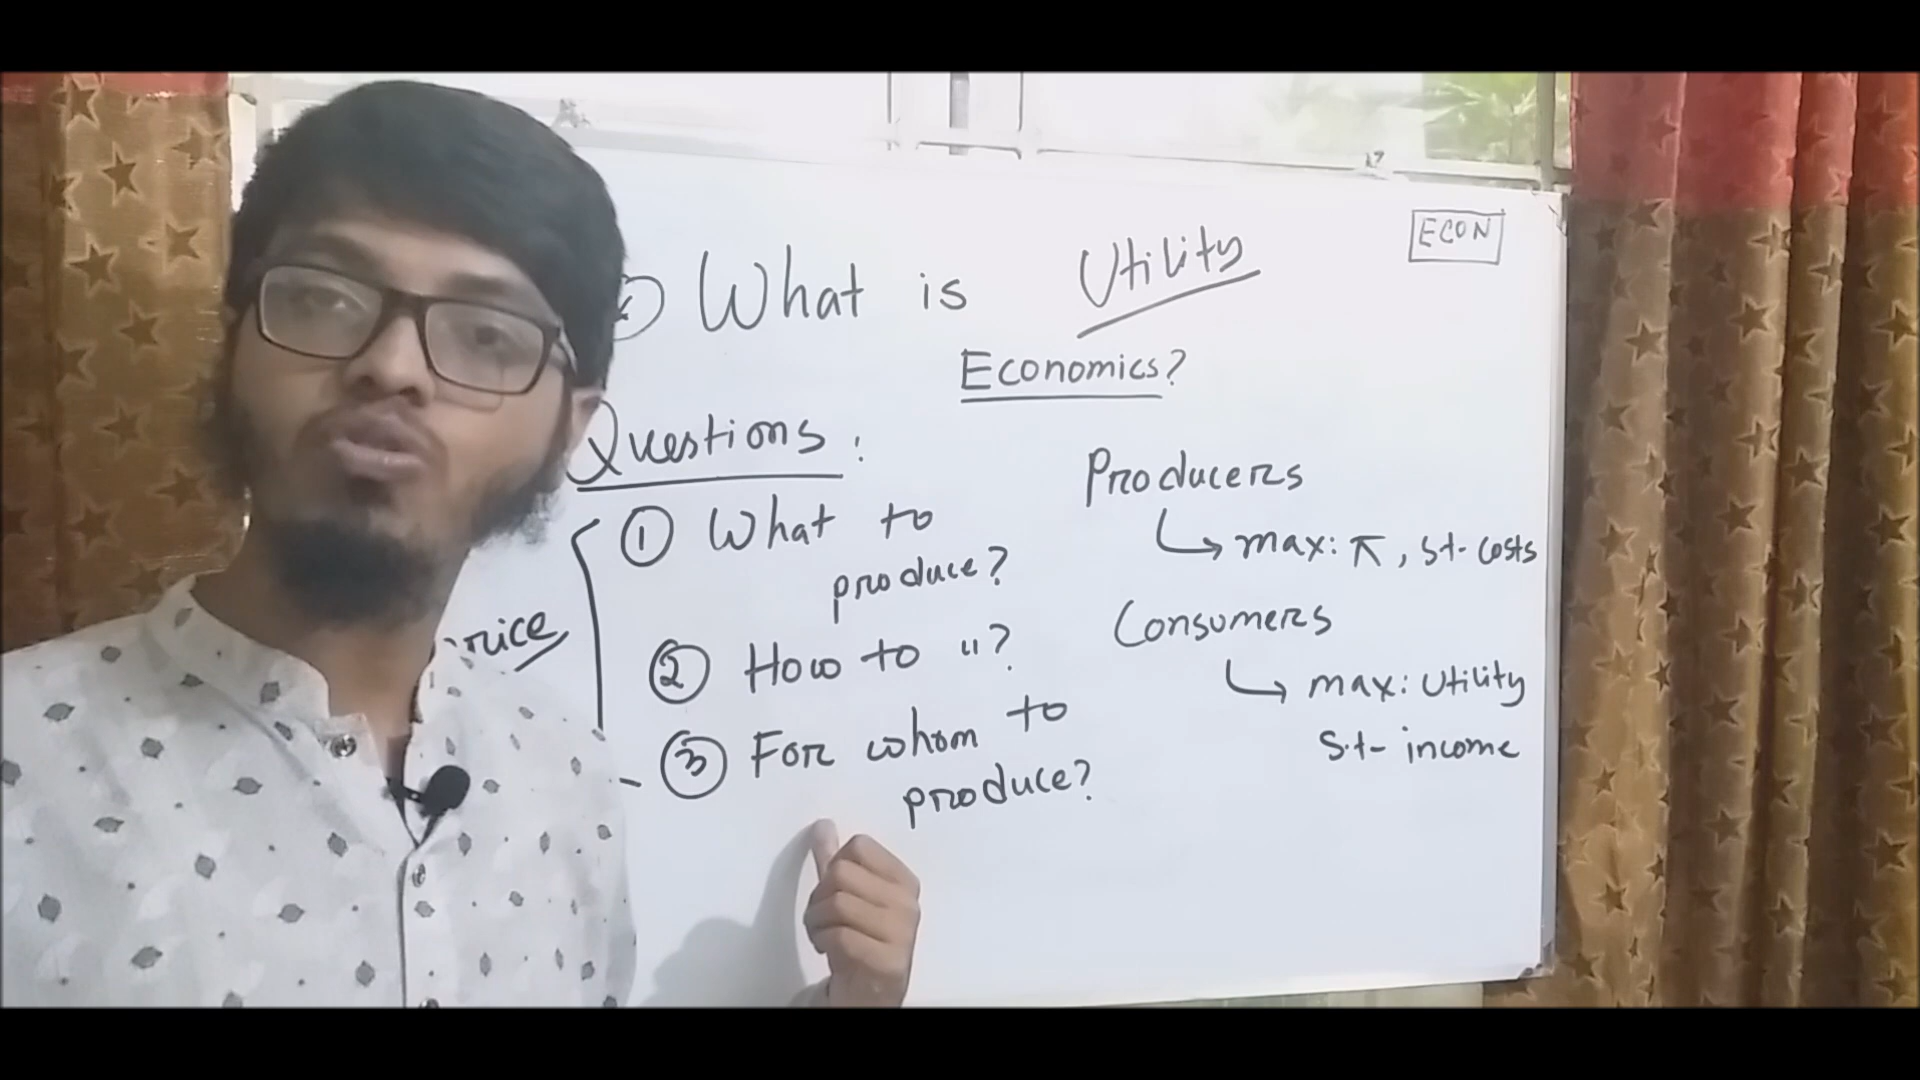 ECON
What is Utility
Economics?
Questions:
① What to
produce?
② How to "?
③ For whom to
produce?
Producers
↳ max: π, s.t. costs
Consumers
↳ max: Utility
s.t. income